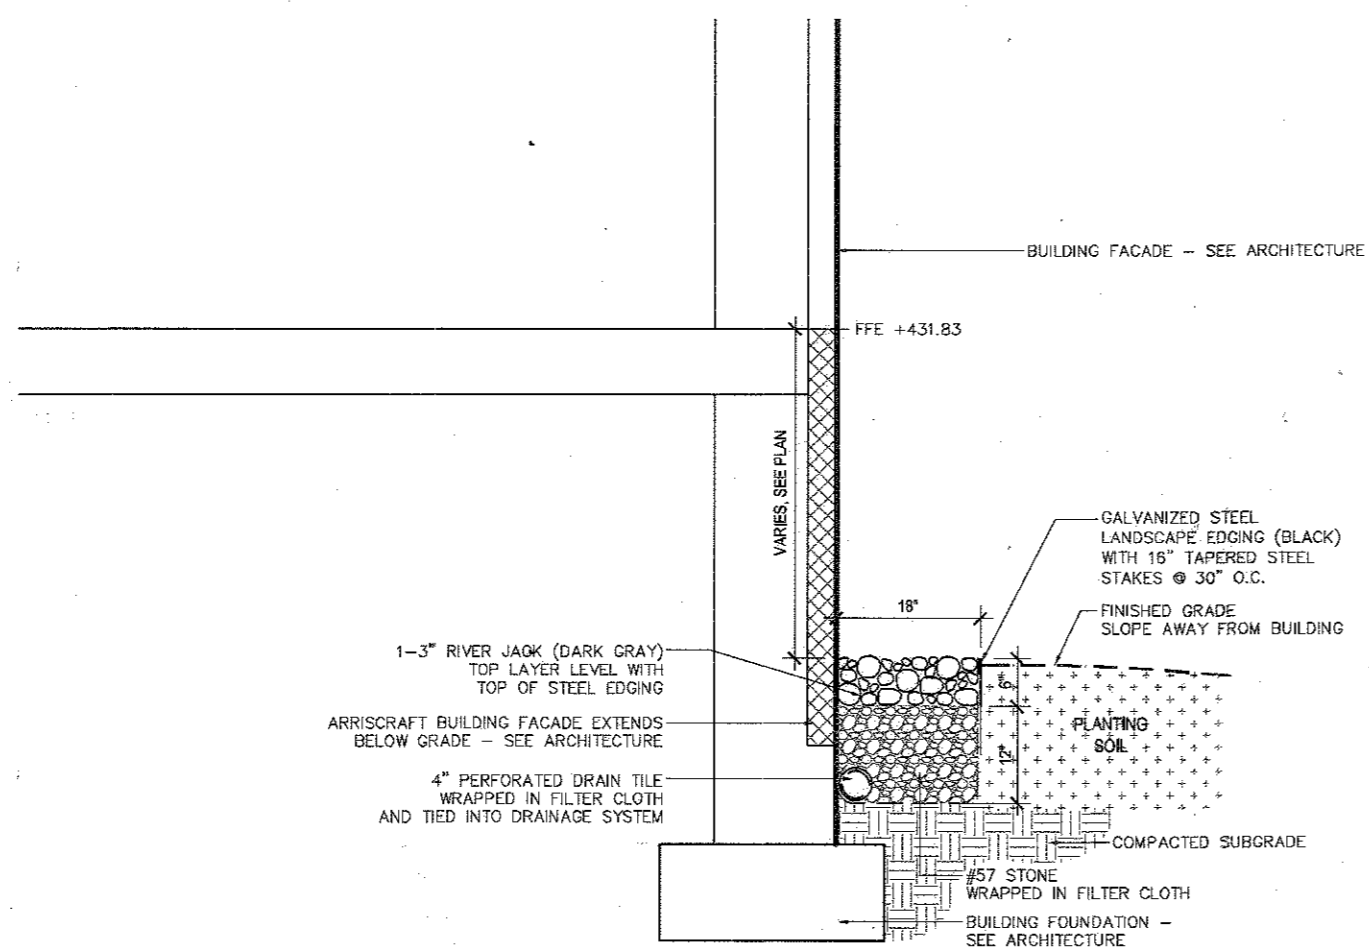 BUILDING FACADE – SEE ARCHITECTURE
FFE +431.83
VARIES, SEE PLAN
GALVANIZED STEEL
LANDSCAPE EDGING (BLACK)
WITH 16" TAPERED STEEL
STAKES @ 30" O.C.
18"
FINISHED GRADE
SLOPE AWAY FROM BUILDING
1–3" RIVER JACK (DARK GRAY)
TOP LAYER LEVEL WITH
TOP OF STEEL EDGING
6"
ARRISCRAFT BUILDING FACADE EXTENDS
BELOW GRADE – SEE ARCHITECTURE
PLANTING
SOIL
12"
4" PERFORATED DRAIN TILE
WRAPPED IN FILTER CLOTH
AND TIED INTO DRAINAGE SYSTEM
COMPACTED SUBGRADE
#57 STONE
WRAPPED IN FILTER CLOTH
BUILDING FOUNDATION –
SEE ARCHITECTURE